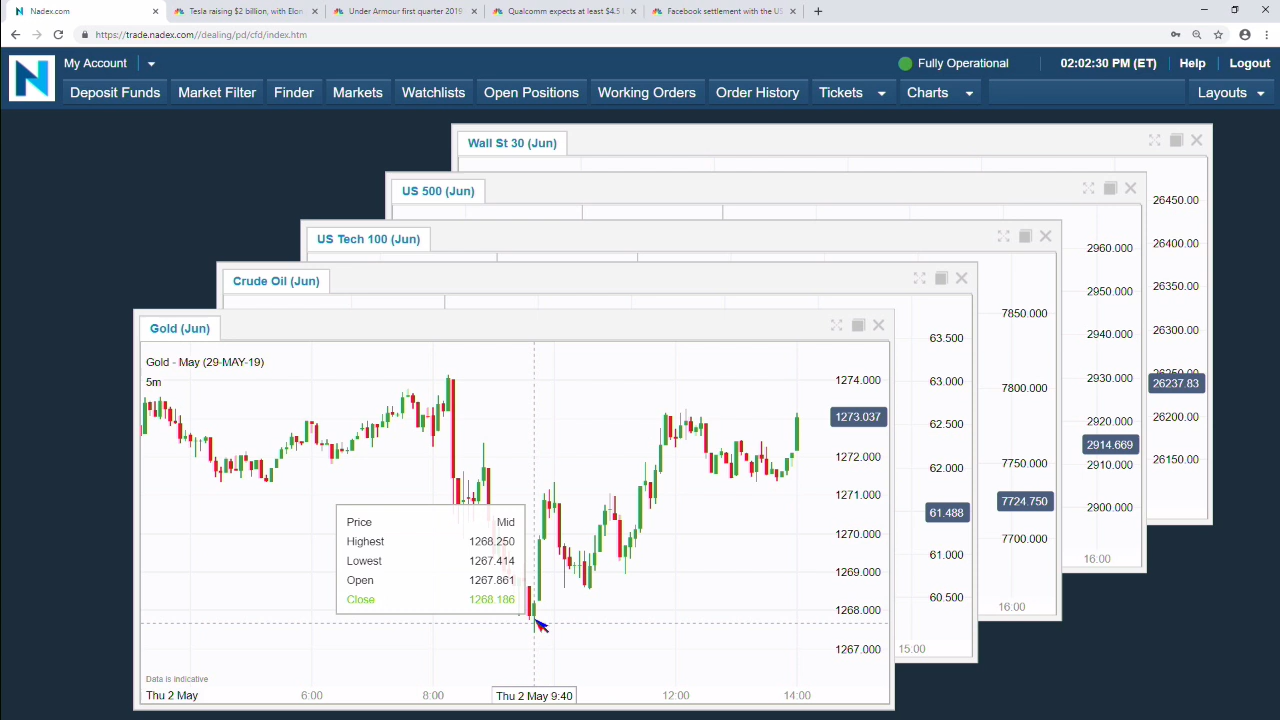 Nadex.com
Tesla raising $2 billion, with Elon
Under Armour first quarter 2019
Qualcomm expects at least $4.5
Facebook settlement with the US
https://trade.nadex.com//dealing/pd/cfd/index.htm
My Account
Fully Operational
02:02:30 PM (ET)
Help
Logout
Deposit Funds
Market Filter
Finder
Markets
Watchlists
Open Positions
Working Orders
Order History
Tickets
Charts
Layouts
Wall St 30 (Jun)
26450.00
26400.00
26350.00
26300.00
26250.00
26237.83
26200.00
26150.00
US 500 (Jun)
2960.000
2950.000
2940.000
2930.000
2920.000
2914.669
2910.000
2900.000
16:00
US Tech 100 (Jun)
7850.000
7800.000
7750.000
7724.750
7700.000
16:00
Crude Oil (Jun)
63.500
63.000
62.500
62.000
61.488
61.000
60.500
15:00
Gold (Jun)
Gold - May (29-MAY-19)
5m
1274.000
1273.037
1272.000
1271.000
1270.000
1269.000
1268.000
1267.000
Price Mid
Highest 1268.250
Lowest 1267.414
Open 1267.861
Close 1268.186
Data is indicative
Thu 2 May
6:00
8:00
Thu 2 May 9:40
12:00
14:00